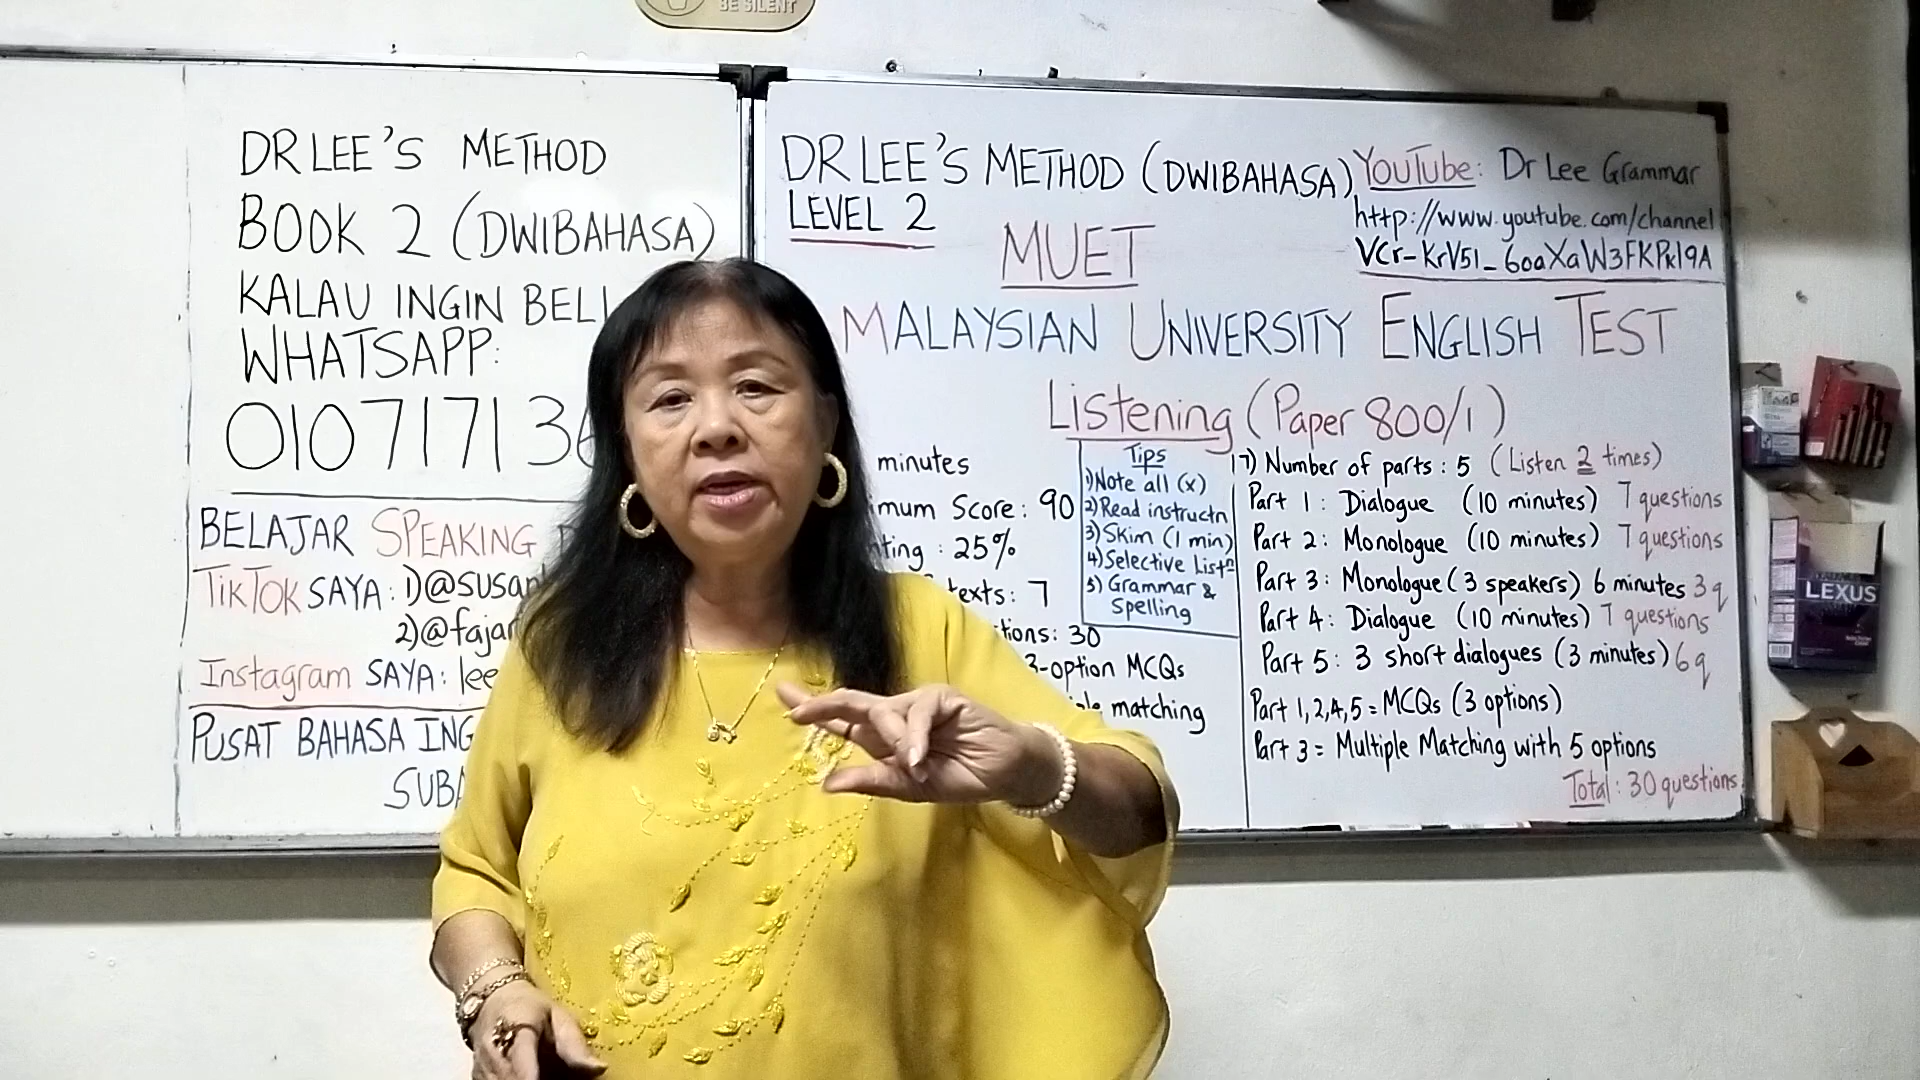 BE SILENT
DR LEE'S METHOD
BOOK 2 (DWIBAHASA)
KALAU INGIN BELI
WHATSAPP:
010717136
BELAJAR SPEAKING
TIKTOK SAYA: 1)@susan
2)@fajar
Instagram SAYA: lee
PUSAT BAHASA ING
SUBA
DR LEE'S METHOD (DWIBAHASA)
LEVEL 2
YouTube: Dr Lee Grammar
http://www.youtube.com/channel
VCr-KrV5I_6oaXaW3FKPkl9A
MUET
MALAYSIAN UNIVERSITY ENGLISH TEST
Listening (Paper 800/1)
minutes
mum Score: 90
ting: 25%
texts: 7
tions: 30
3-option MCQs
ple matching
Tips
1)Note all (x)
2)Read instructn
3)Skim (1 min)
4)Selective Listn
5) Grammar &
Spelling
7) Number of parts: 5 (Listen 2 times)
Part 1: Dialogue (10 minutes) 7 questions
Part 2: Monologue (10 minutes) 7 questions
Part 3: Monologue (3 speakers) 6 minutes 3q
Part 4: Dialogue (10 minutes) 7 questions
Part 5: 3 short dialogues (3 minutes) 6q
Part 1,2,4,5 = MCQs (3 options)
Part 3 = Multiple Matching with 5 options
Total: 30 questions
LEXUS